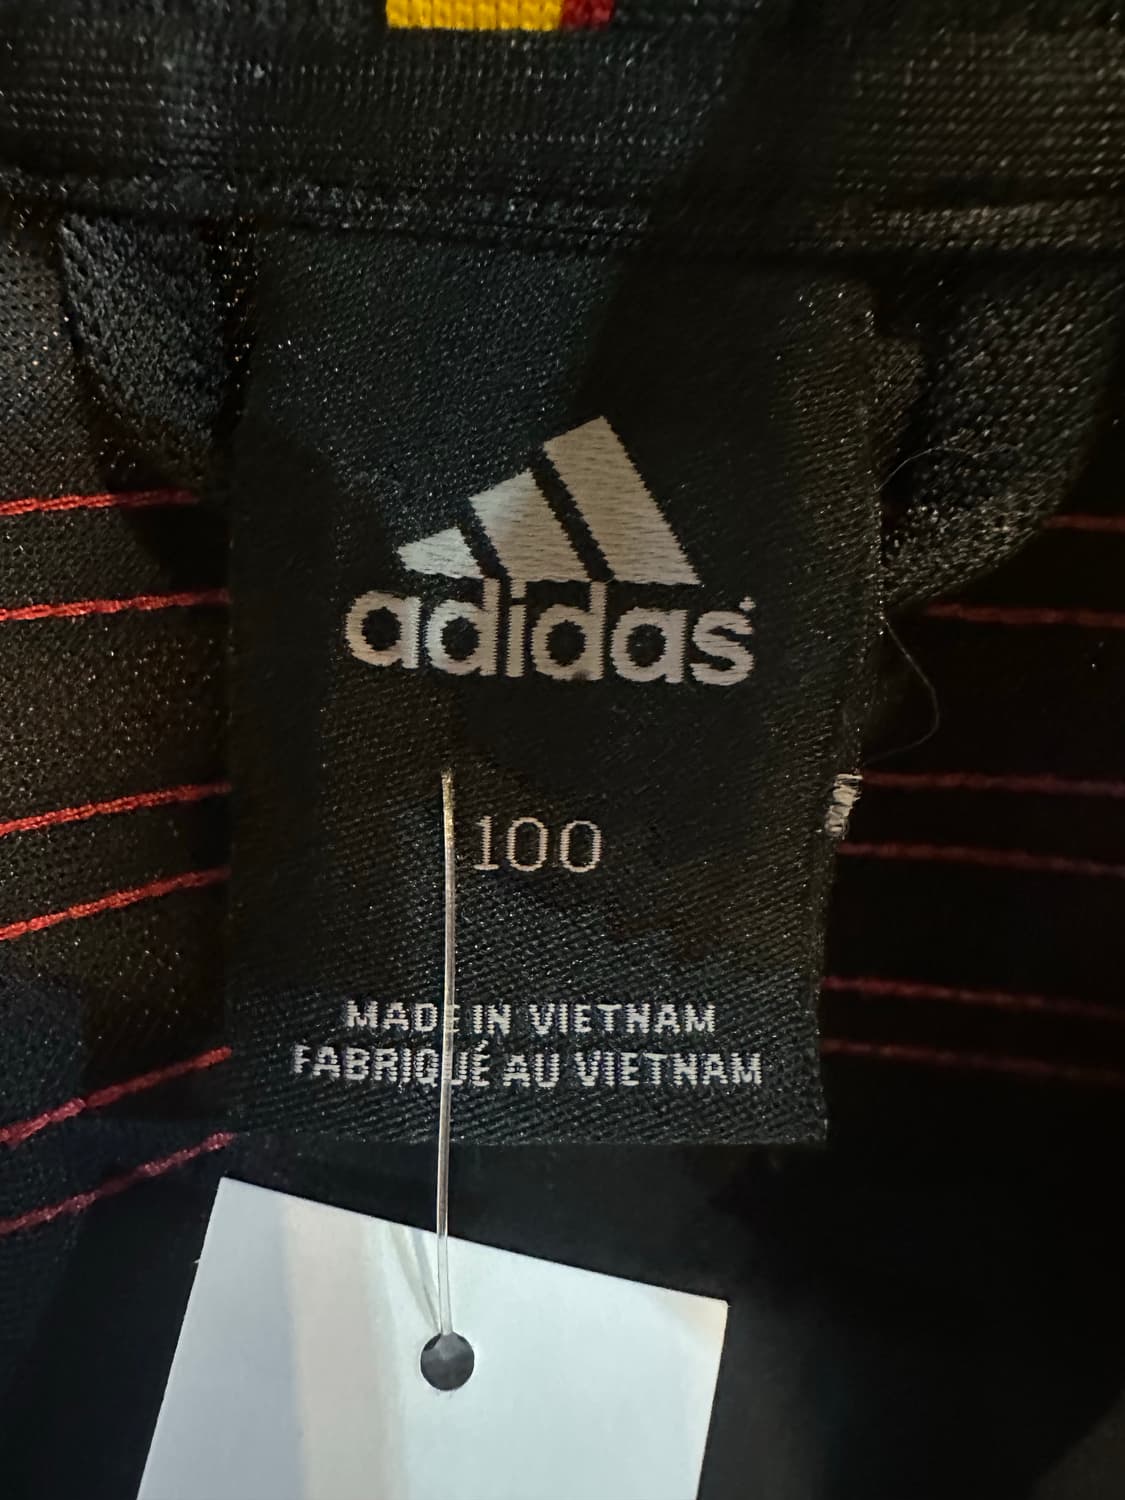 adidas
100
MADE IN VIETNAM
FABRIQUÉ AU VIETNAM